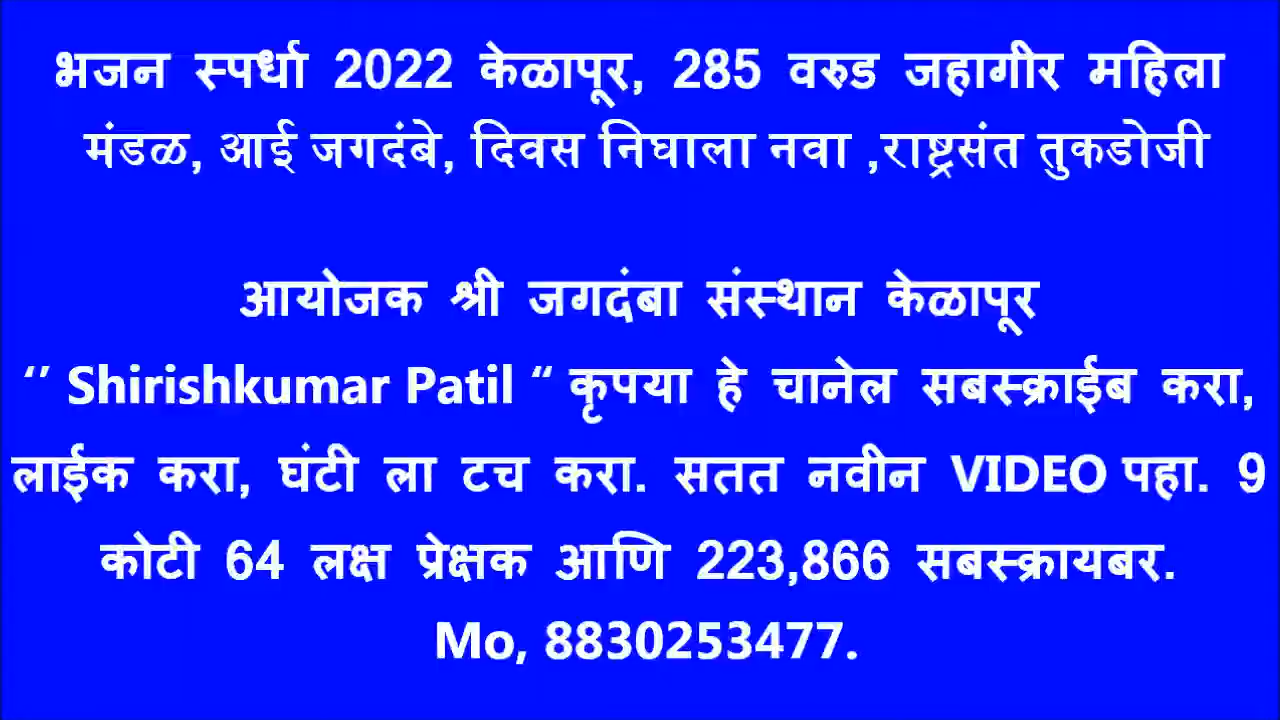 भजन स्पर्धा 2022 केळापूर, 285 वरुड जहागीर महिला
मंडळ, आई जगदंबे, दिवस निघाला नवा ,राष्ट्रसंत तुकडोजी
आयोजक श्री जगदंबा संस्थान केळापूर
‘’ Shirishkumar Patil “ कृपया हे चानेल सबस्क्राईब करा,
लाईक करा, घंटी ला टच करा. सतत नवीन VIDEO पहा. 9
कोटी 64 लक्ष प्रेक्षक आणि 223,866 सबस्क्रायबर.
Mo, 8830253477.